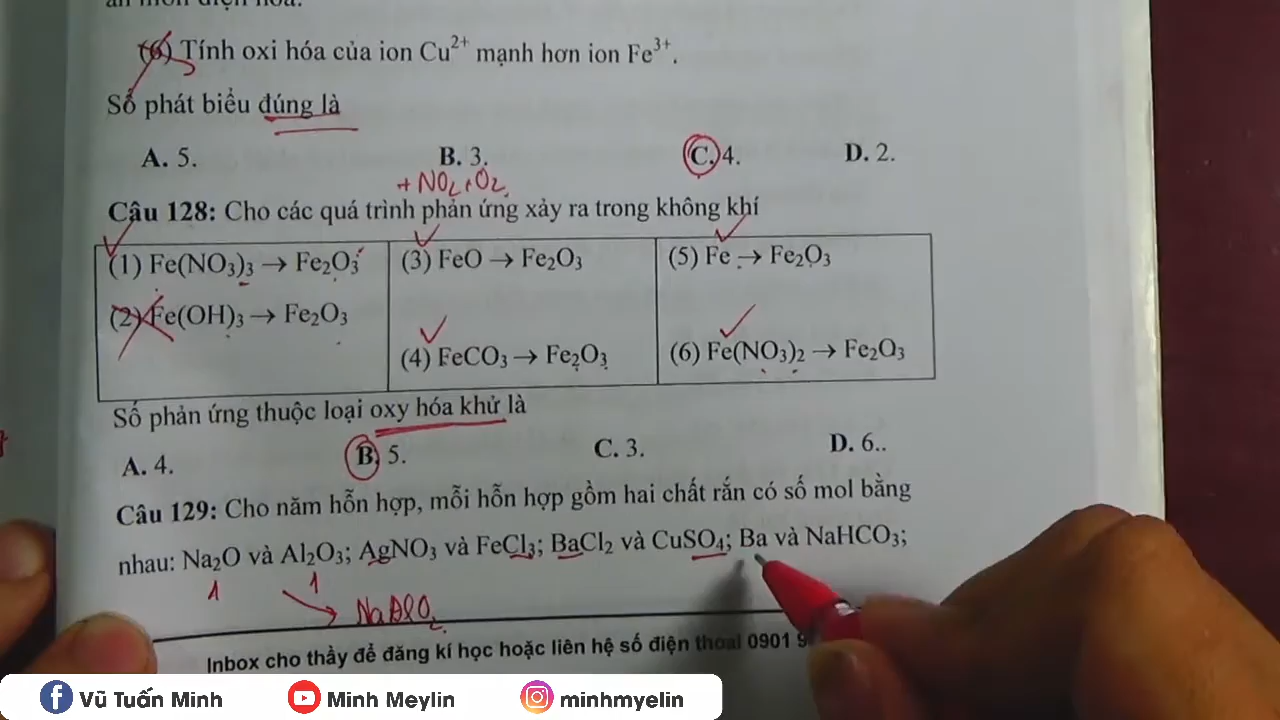 (6) Tính oxi hóa của ion Cu²⁺ mạnh hơn ion Fe³⁺.
Số phát biểu đúng là
A. 5. B. 3. C. 4. D. 2.
+ NO₂ + O₂
Câu 128: Cho các quá trình phản ứng xảy ra trong không khí
(1) Fe(NO₃)₃ → Fe₂O₃ (3) FeO → Fe₂O₃ (5) Fe → Fe₂O₃
(2) Fe(OH)₃ → Fe₂O₃
(4) FeCO₃ → Fe₂O₃ (6) Fe(NO₃)₂ → Fe₂O₃
Số phản ứng thuộc loại oxy hóa khử là
A. 4. B. 5. C. 3. D. 6..
Câu 129: Cho năm hỗn hợp, mỗi hỗn hợp gồm hai chất rắn có số mol bằng
nhau: Na₂O và Al₂O₃; AgNO₃ và FeCl₃; BaCl₂ và CuSO₄; Ba và NaHCO₃;
1 1
NaAlO₂
Inbox cho thầy để đăng kí học hoặc liên hệ số điện thoại 0901 9
Vũ Tuấn Minh Minh Meylin minhmyelin